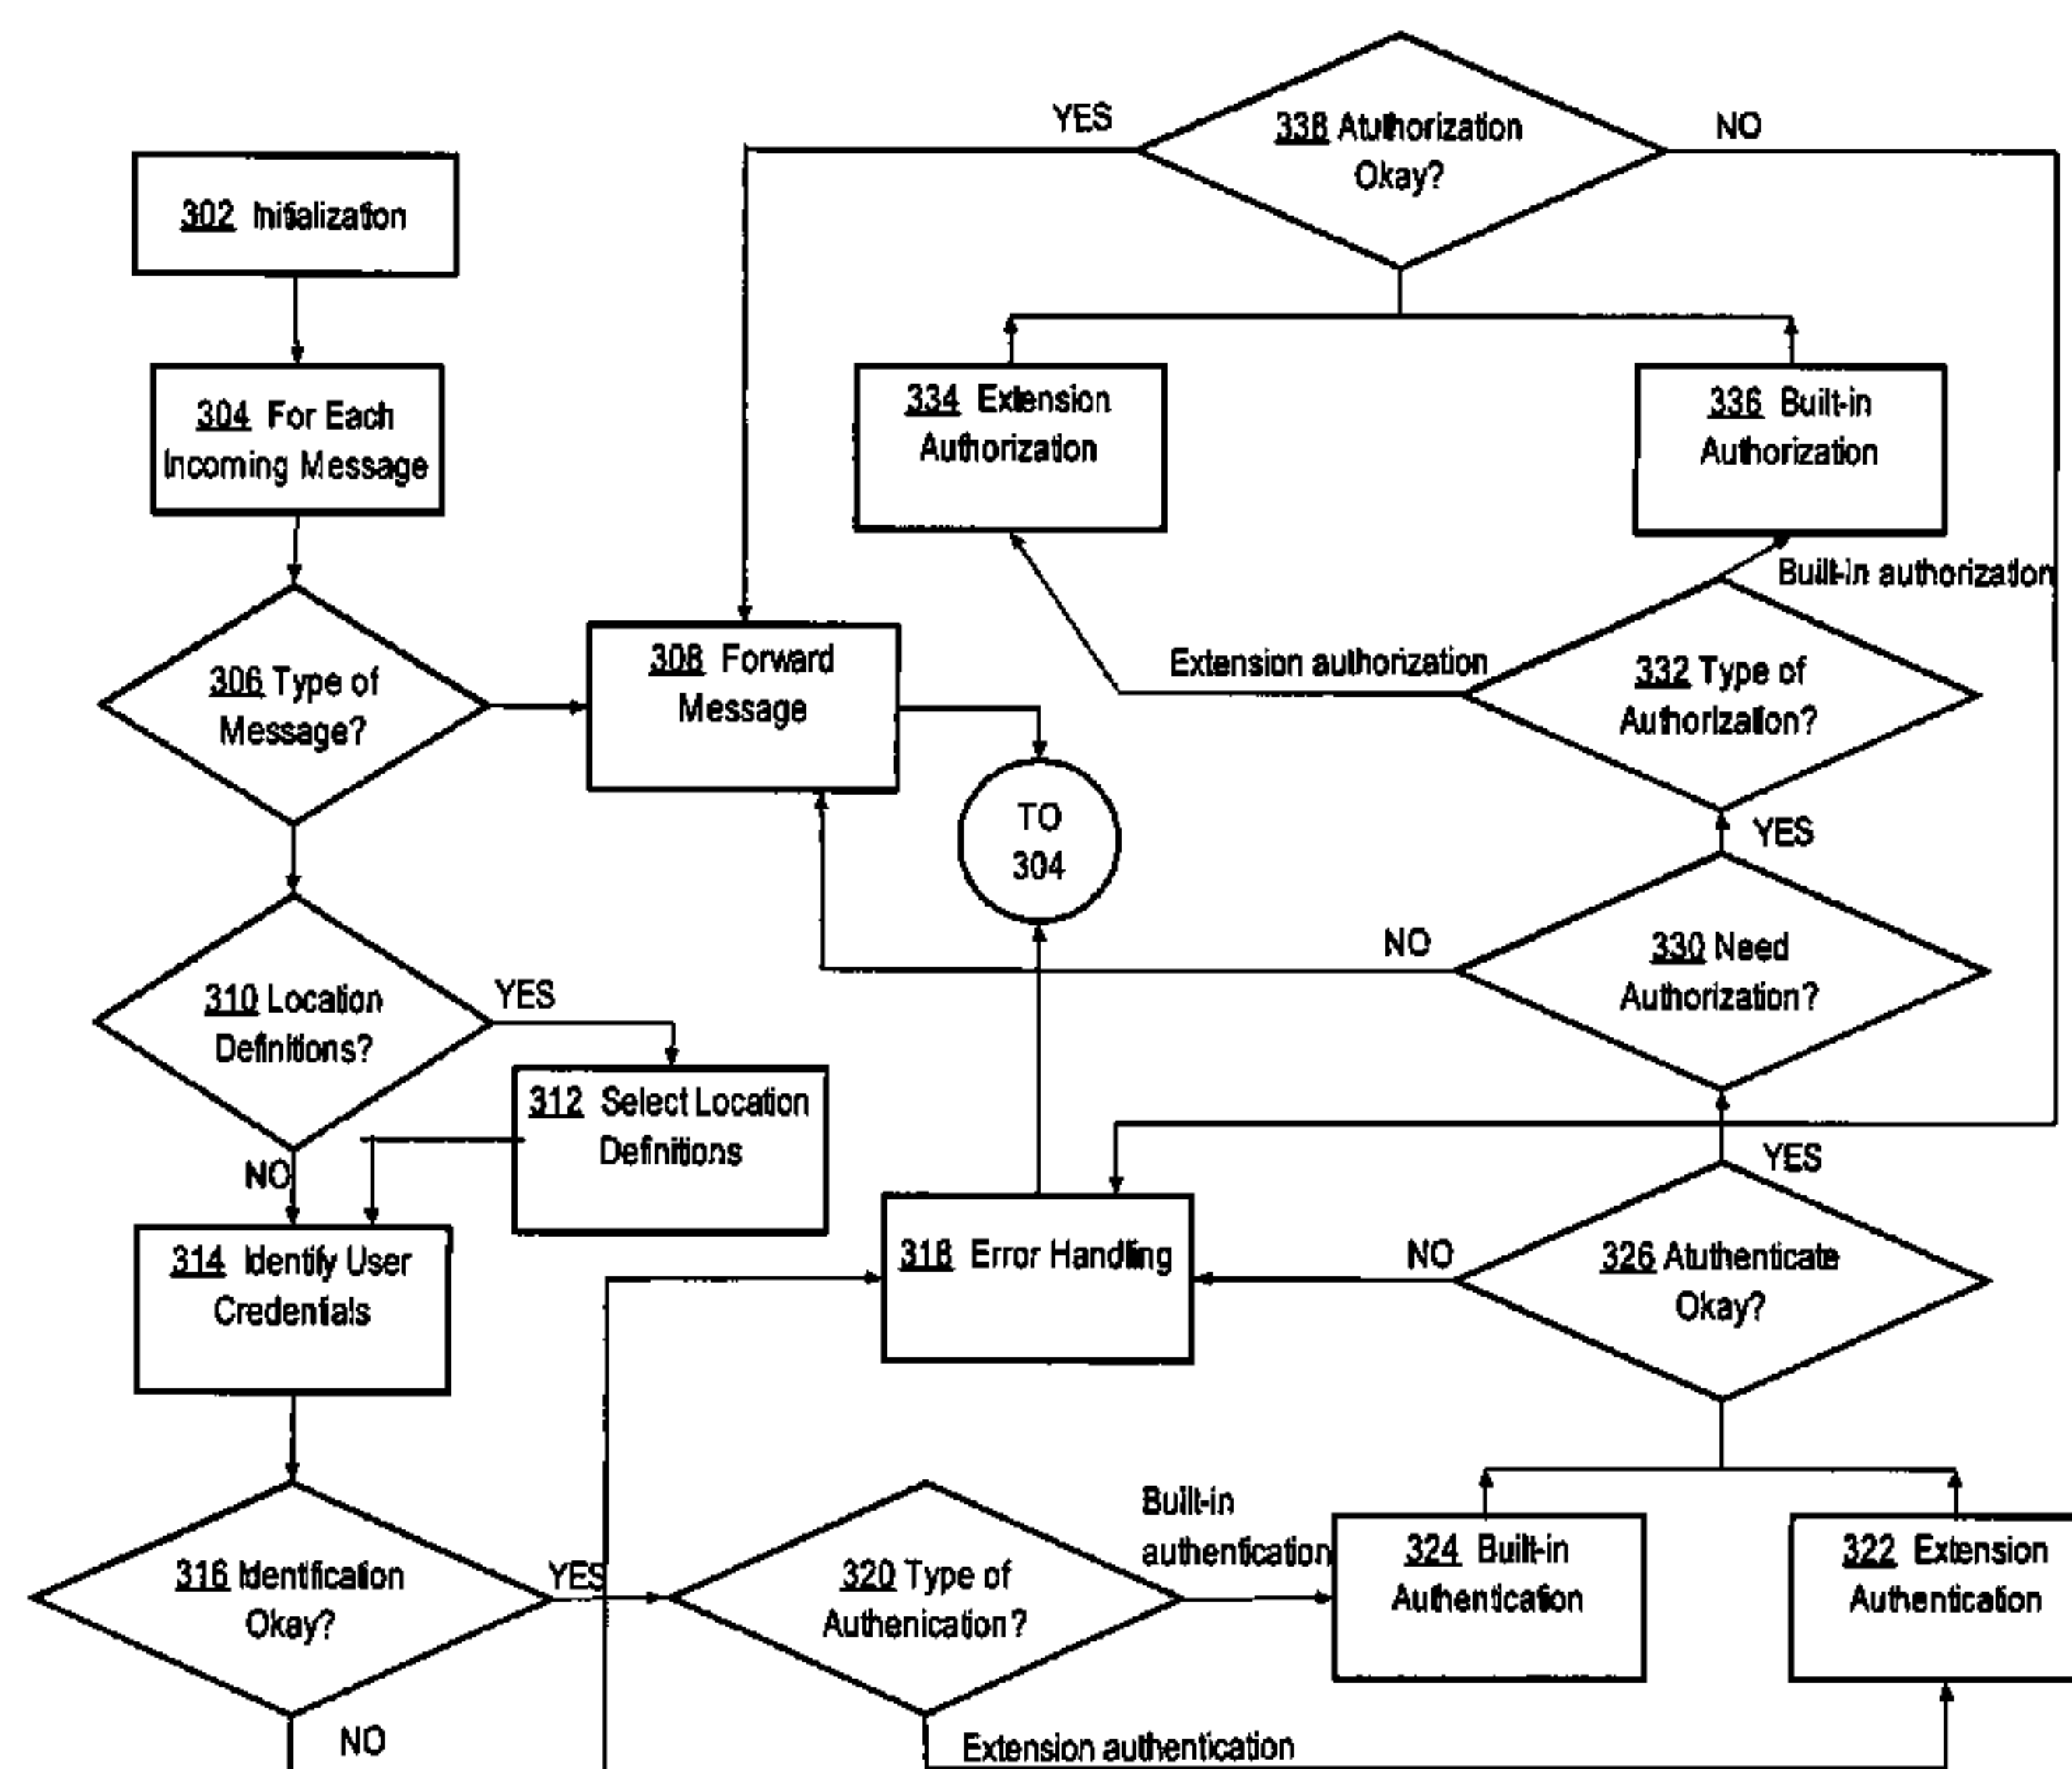 YES
338 Atuthorization
Okay?
NO
302 Initialization
304 For Each
Incoming Message
334 Extension
Authorization
336 Built-in
Authorization
Built-in authorization
306 Type of
Message?
308 Forward
Message
Extension authorization
332 Type of
Authorization?
TO
304
YES
NO
330 Need
Authorization?
310 Location
Definitions?
YES
312 Select Location
Definitions
NO
YES
314 Identify User
Credentials
318 Error Handling
NO
326 Atuthenticate
Okay?
316 Identification
Okay?
YES
320 Type of
Authenication?
Built-in
authentication
324 Built-in
Authentication
322 Extension
Authentication
NO
Extension authentication